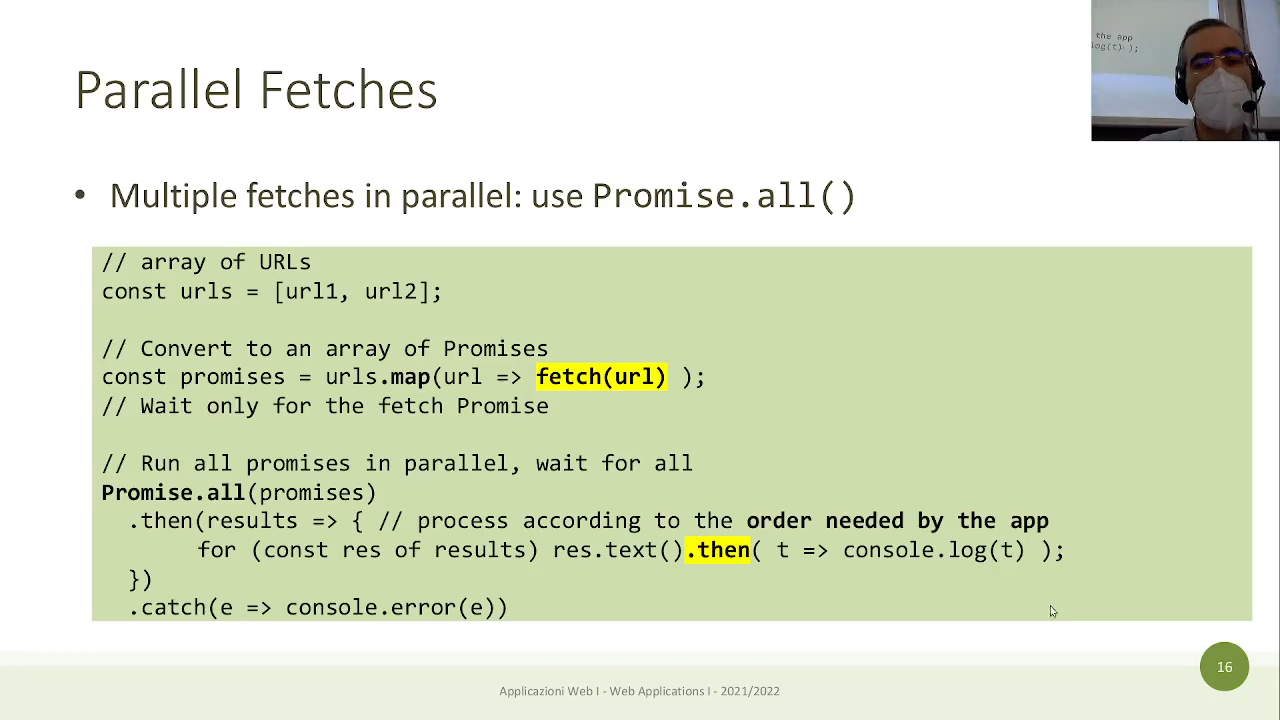 Parallel Fetches
the app
log(t) );
• Multiple fetches in parallel: use Promise.all()
// array of URLs
const urls = [url1, url2];
// Convert to an array of Promises
const promises = urls.map(url => fetch(url) );
// Wait only for the fetch Promise
// Run all promises in parallel, wait for all
Promise.all(promises)
.then(results => { // process according to the order needed by the app
for (const res of results) res.text().then( t => console.log(t) );
})
.catch(e => console.error(e))
16
Applicazioni Web I - Web Applications I - 2021/2022